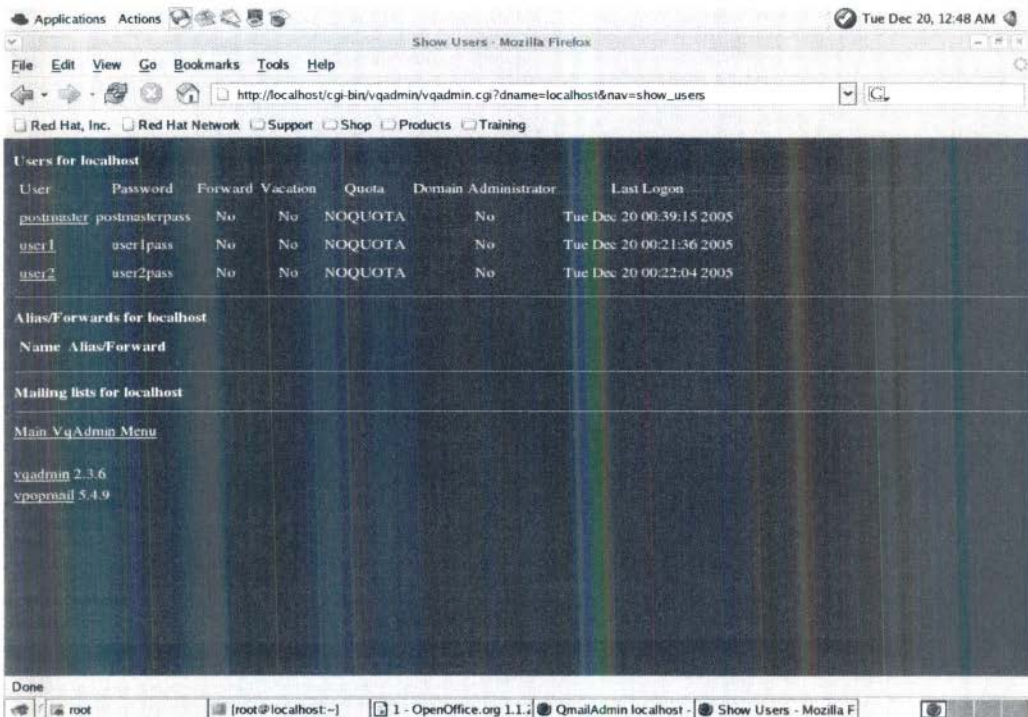 Applications Actions Tue Dec 20, 12:48 AM
Show Users - Mozilla Firefox
File Edit View Go Bookmarks Tools Help
http://localhost/cgi-bin/vqadmin/vqadmin.cgi?dname=localhost&nav=show_users G
Red Hat, Inc. Red Hat Network Support Shop Products Training
Users for localhost
User Password Forward Vacation Quota Domain Administrator Last Logon
postmaster postmasterpass No No NOQUOTA No Tue Dec 20 00:39:15 2005
user1 user1pass No No NOQUOTA No Tue Dec 20 00:21:36 2005
user2 user2pass No No NOQUOTA No Tue Dec 20 00:22:04 2005
Alias/Forwards for localhost
Name Alias/Forward
Mailing lists for localhost
Main VqAdmin Menu
vqadmin 2.3.6
vpopmail 5.4.9
Done
root [root@localhost:~] 1 - OpenOffice.org 1.1.2 QmailAdmin localhost - Show Users - Mozilla F